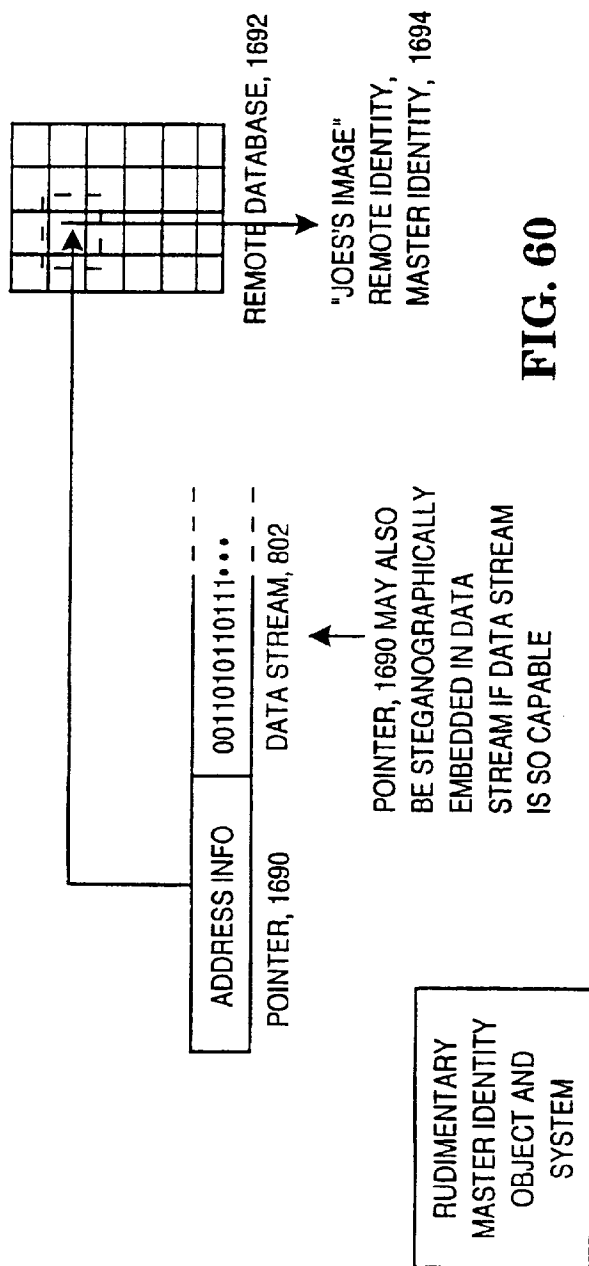 ADDRESS INFO
00110101101111•••
POINTER, 1690
DATA STREAM, 802
POINTER, 1690 MAY ALSO
BE STEGANOGRAPHICALLY
EMBEDDED IN DATA
STREAM IF DATA STREAM
IS SO CAPABLE
REMOTE DATABASE, 1692
"JOES'S IMAGE"
REMOTE IDENTITY,
MASTER IDENTITY, 1694
RUDIMENTARY
MASTER IDENTITY
OBJECT AND
SYSTEM
FIG. 60